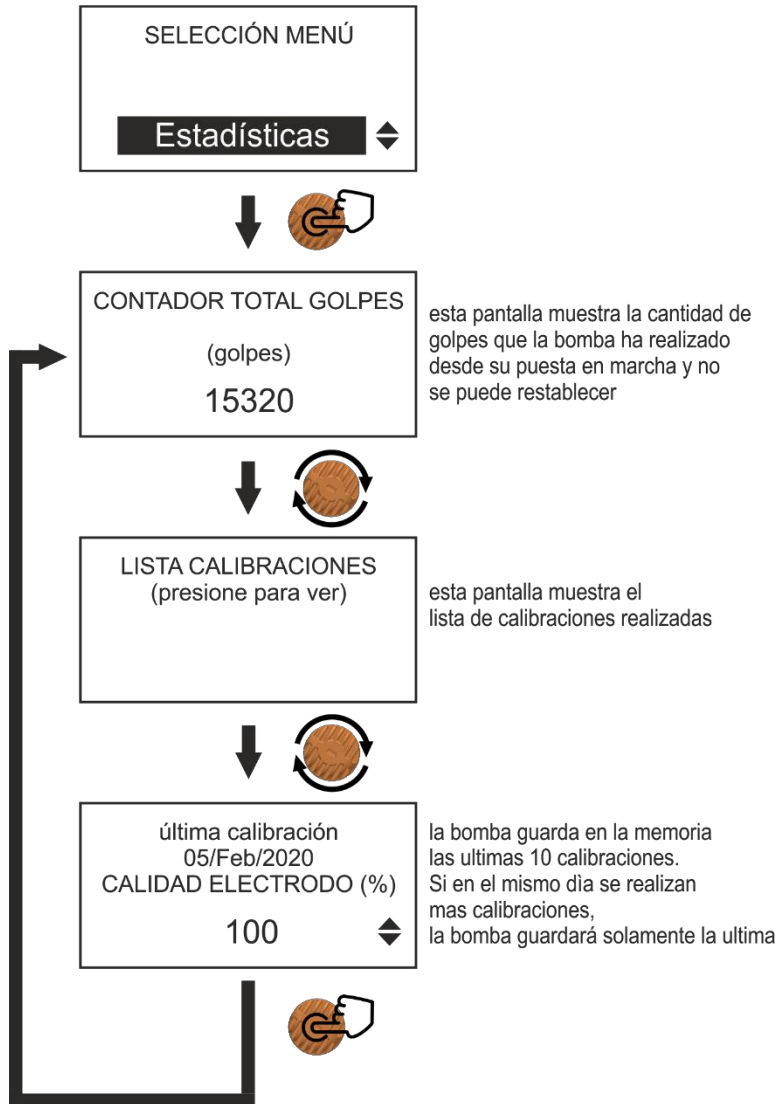 SELECCIÓN MENÚ
Estadísticas
CONTADOR TOTAL GOLPES
(golpes)
15320
esta pantalla muestra la cantidad de
golpes que la bomba ha realizado
desde su puesta en marcha y no
se puede restablecer
LISTA CALIBRACIONES
(presione para ver)
esta pantalla muestra el
lista de calibraciones realizadas
última calibración
05/Feb/2020
CALIDAD ELECTRODO (%)
100
la bomba guarda en la memoria
las ultimas 10 calibraciones.
Si en el mismo dìa se realizan
mas calibraciones,
la bomba guardará solamente la ultima